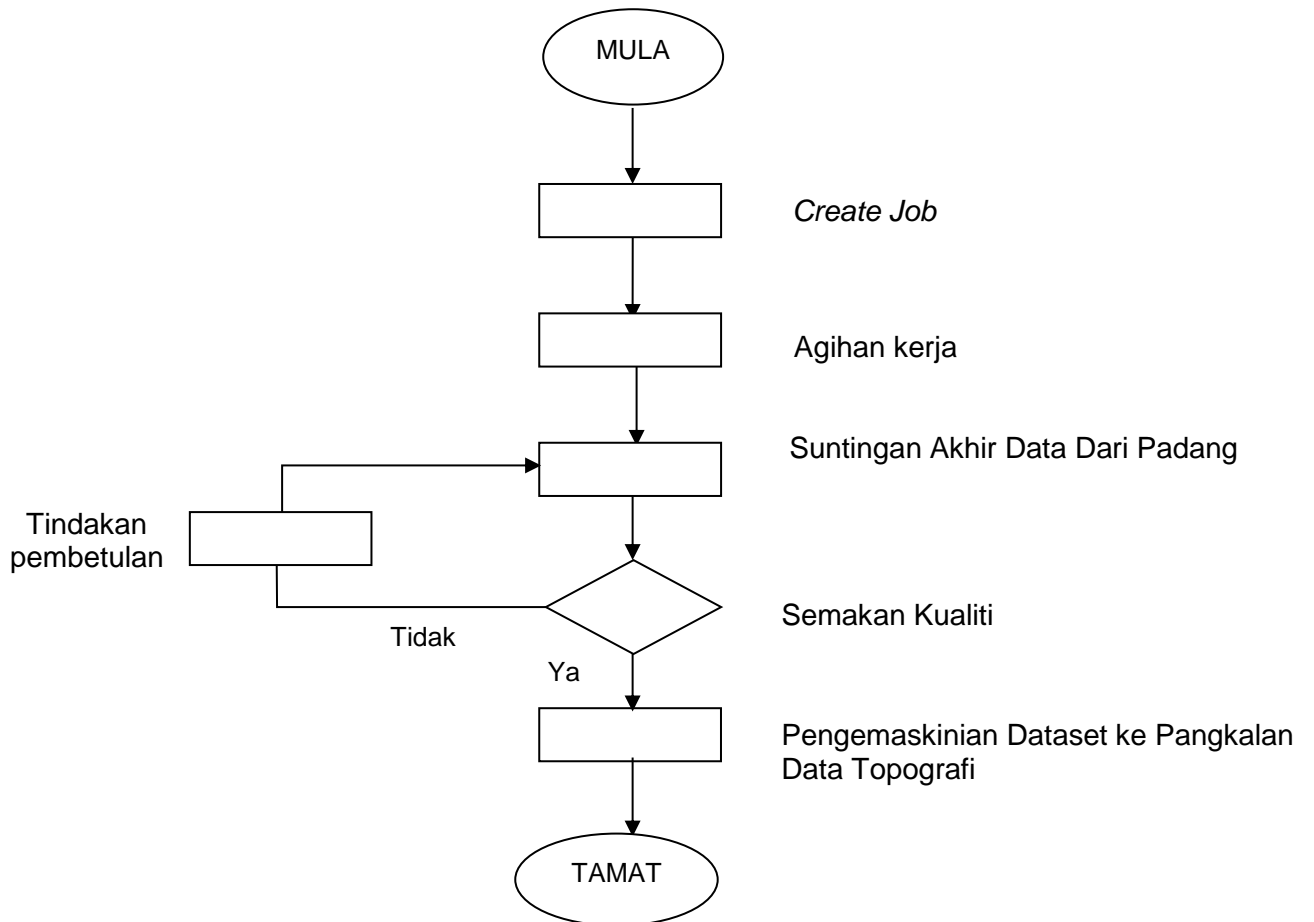 MULA
Create Job
Agihan kerja
Suntingan Akhir Data Dari Padang
Tindakan
pembetulan
Semakan Kualiti
Tidak
Ya
Pengemaskinian Dataset ke Pangkalan
Data Topografi
TAMAT